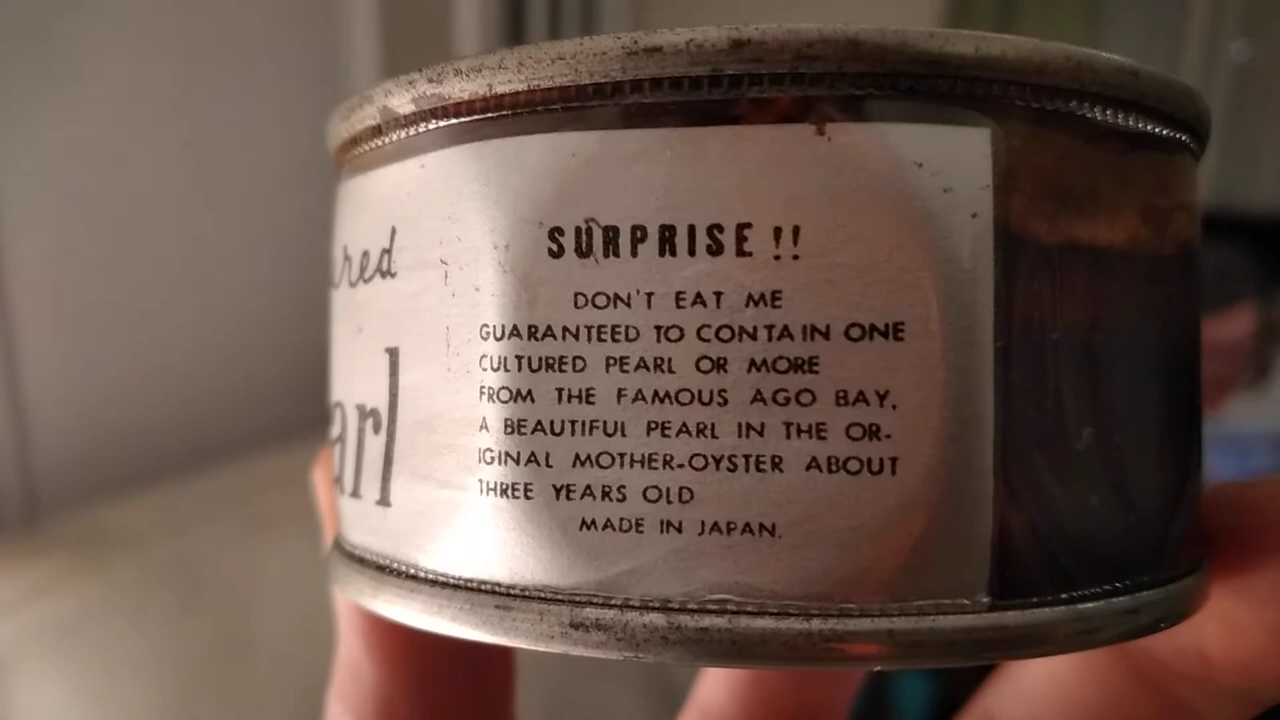 SURPRISE !!
DON'T EAT ME
GUARANTEED TO CONTAIN ONE
CULTURED PEARL OR MORE
FROM THE FAMOUS AGO BAY.
A BEAUTIFUL PEARL IN THE OR-
IGINAL MOTHER-OYSTER ABOUT
THREE YEARS OLD
MADE IN JAPAN.